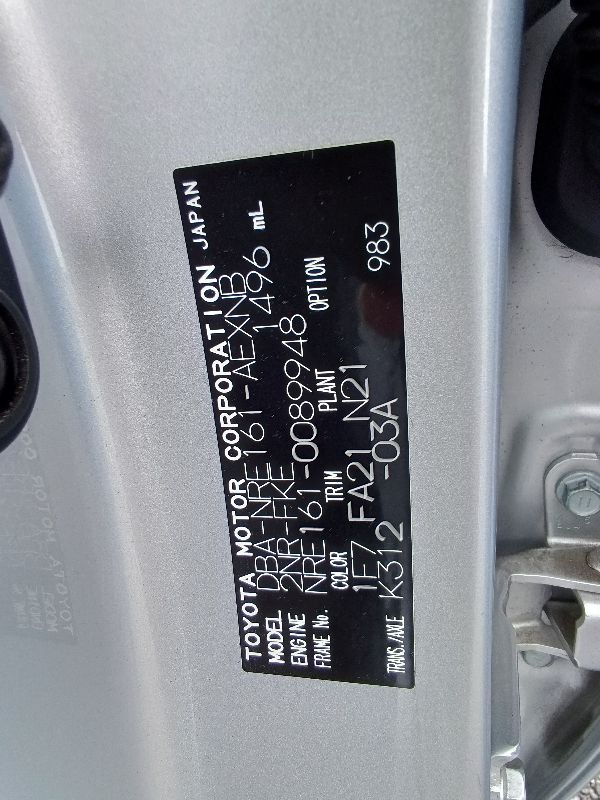 TOYOTA MOTOR CORPORATION JAPAN
MODEL DBA-NRE161-AEXNB
ENGINE 2NR-FKE 1496 mL
FRAME No. NRE161-0089948
COLOR TRIM PLANT OPTION
1F7 FA21 N21
TRANS./AXLE K312 -03A 983